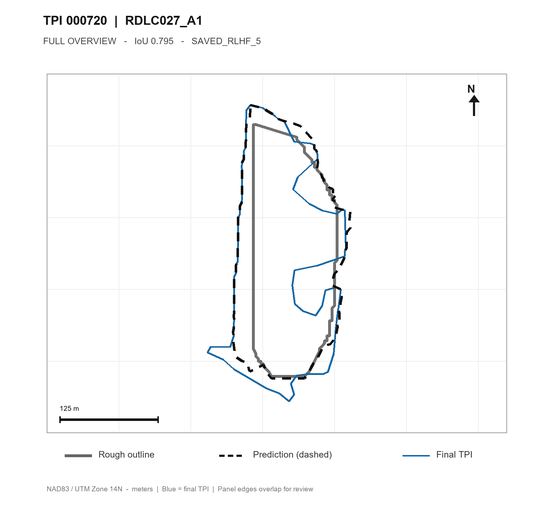 TPI 000720 | RDLC027_A1
FULL OVERVIEW - IoU 0.795 - SAVED_RLHF_5
N
125 m
Rough outline
Prediction (dashed)
Final TPI
NAD83 / UTM Zone 14N - meters | Blue = final TPI | Panel edges overlap for review